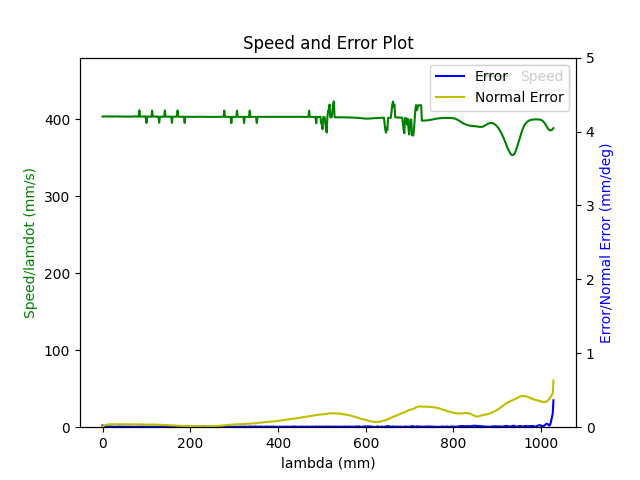 Speed and Error Plot
Error Speed
Normal Error
Speed/lamdot (mm/s)
400
300
200
100
0
5
4
3
2
1
0
Error/Normal Error (mm/deg)
0 200 400 600 800 1000
lambda (mm)